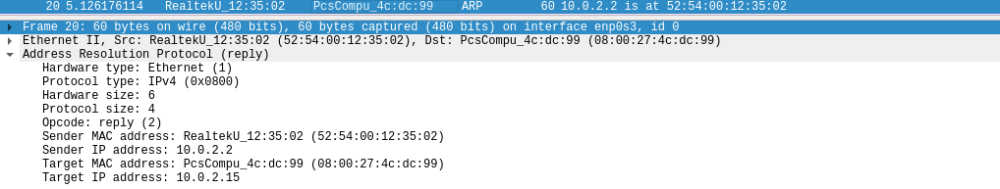 20 5.126176114 RealtekU_12:35:02 PcsCompu_4c:dc:99 ARP 60 10.0.2.2 is at 52:54:00:12:35:02
Frame 20: 60 bytes on wire (480 bits), 60 bytes captured (480 bits) on interface enp0s3, id 0
Ethernet II, Src: RealtekU_12:35:02 (52:54:00:12:35:02), Dst: PcsCompu_4c:dc:99 (08:00:27:4c:dc:99)
Address Resolution Protocol (reply)
Hardware type: Ethernet (1)
Protocol type: IPv4 (0x0800)
Hardware size: 6
Protocol size: 4
Opcode: reply (2)
Sender MAC address: RealtekU_12:35:02 (52:54:00:12:35:02)
Sender IP address: 10.0.2.2
Target MAC address: PcsCompu_4c:dc:99 (08:00:27:4c:dc:99)
Target IP address: 10.0.2.15